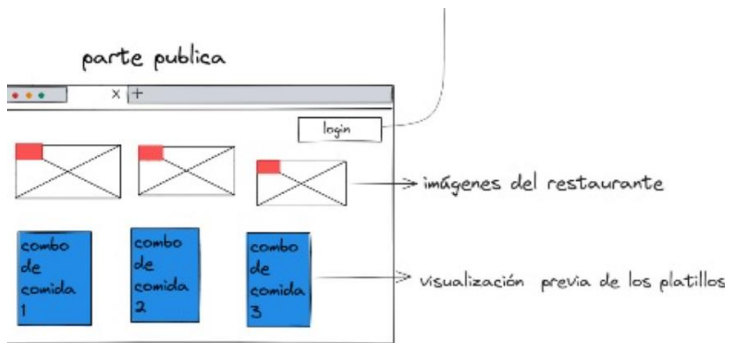 parte publica
x +
login
imágenes del restaurante
combo
de
comida
1
combo
de
comida
2
combo
de
comida
3
visualización previa de los platillos